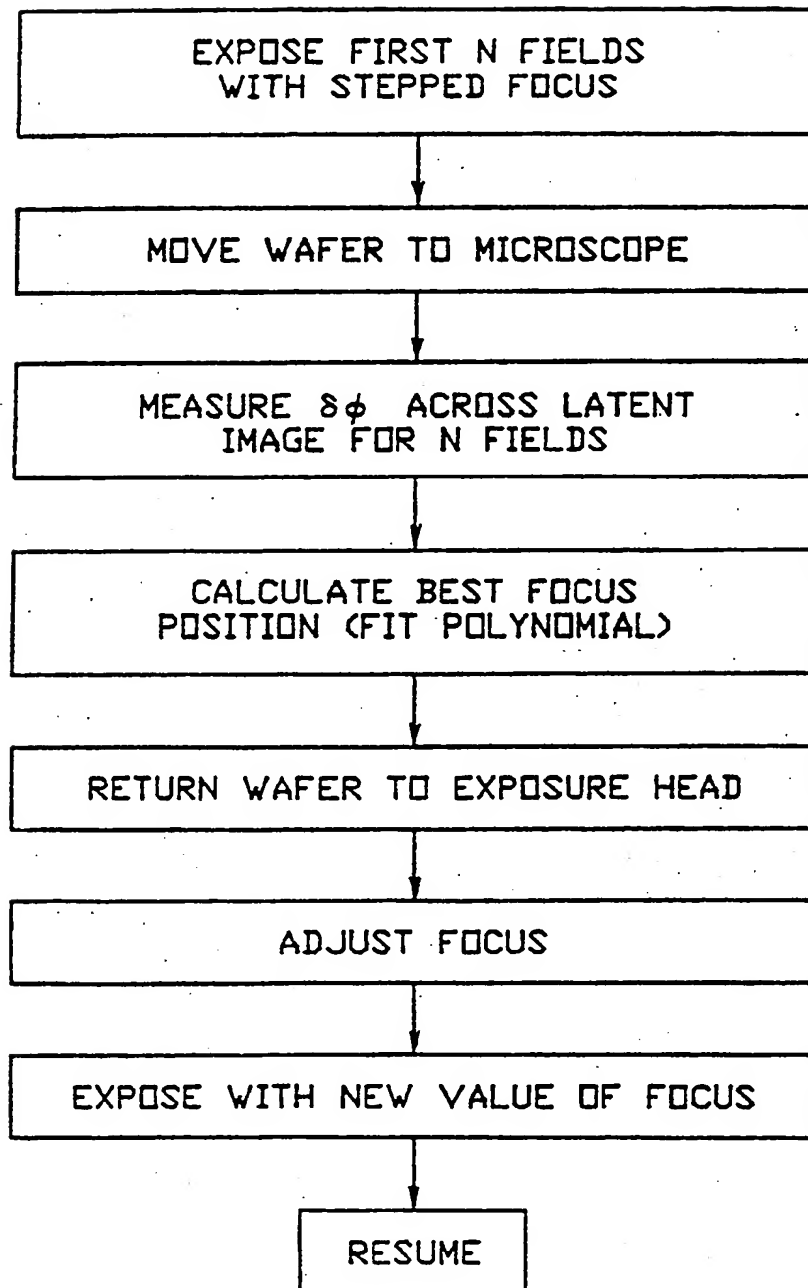 EXPOSE FIRST N FIELDS
WITH STEPPED FOCUS
MOVE WAFER TO MICROSCOPE
MEASURE δϕ ACROSS LATENT
IMAGE FOR N FIELDS
CALCULATE BEST FOCUS
POSITION (FIT POLYNOMIAL)
RETURN WAFER TO EXPOSURE HEAD
ADJUST FOCUS
EXPOSE WITH NEW VALUE OF FOCUS
RESUME